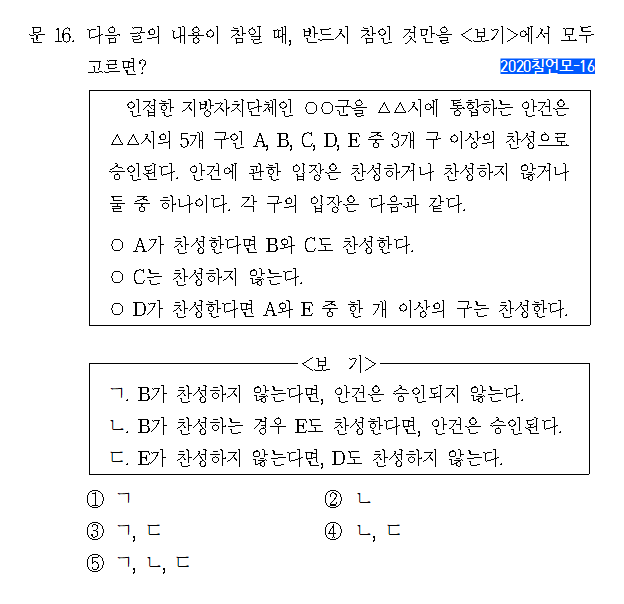 문 16. 다음 글의 내용이 참일 때, 반드시 참인 것만을 <보기>에서 모두
고르면?
2020침언모-16
인접한 지방자치단체인 ○○군을 △△시에 통합하는 안건은
△△시의 5개 구인 A, B, C, D, E 중 3개 구 이상의 찬성으로
승인된다. 안건에 관한 입장은 찬성하거나 찬성하지 않거나
둘 중 하나이다. 각 구의 입장은 다음과 같다.
○ A가 찬성한다면 B와 C도 찬성한다.
○ C는 찬성하지 않는다.
○ D가 찬성한다면 A와 E 중 한 개 이상의 구는 찬성한다.
<보 기>
ㄱ. B가 찬성하지 않는다면, 안건은 승인되지 않는다.
ㄴ. B가 찬성하는 경우 E도 찬성한다면, 안건은 승인된다.
ㄷ. E가 찬성하지 않는다면, D도 찬성하지 않는다.
① ㄱ
② ㄴ
③ ㄱ, ㄷ
④ ㄴ, ㄷ
⑤ ㄱ, ㄴ, ㄷ